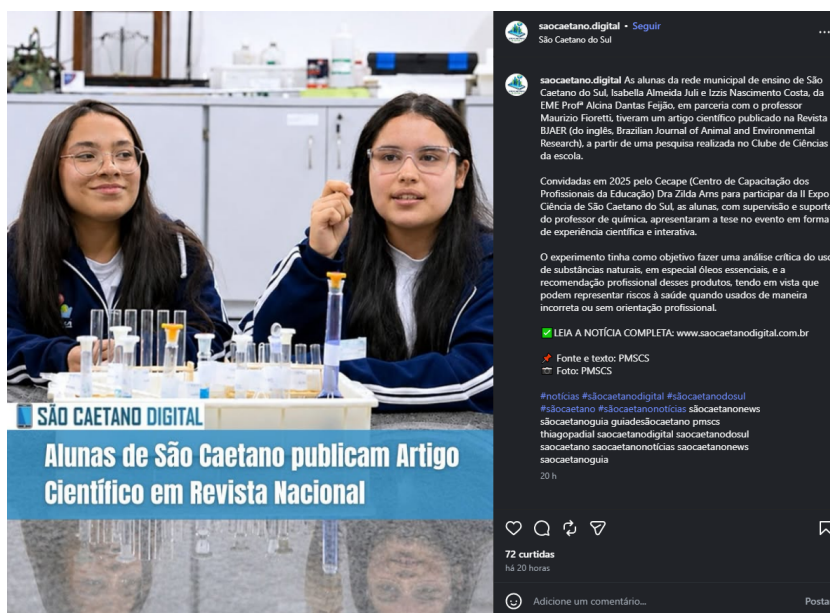 saocaetano.digital • Seguir
São Caetano do Sul
saocaetano.digital As alunas da rede municipal de ensino de São
Caetano do Sul, Isabella Almeida Juli e Izzis Nascimento Costa, da
EME Profª Alcina Dantas Feijão, em parceria com o professor
Maurizio Fioretti, tiveram um artigo científico publicado na Revista
BJAER (do inglês, Brazilian Journal of Animal and Environmental
Research), a partir de uma pesquisa realizada no Clube de Ciências
da escola.
Convidadas em 2025 pelo Cecape (Centro de Capacitação dos
Profissionais da Educação) Dra Zilda Arns para participar da II Expo
Ciência de São Caetano do Sul, as alunas, com supervisão e suporte
do professor de química, apresentaram a tese no evento em forma
de experiência científica e interativa.
O experimento tinha como objetivo fazer uma análise crítica do uso
de substâncias naturais, em especial óleos essenciais, e a
recomendação profissional desses produtos, tendo em vista que
podem representar riscos à saúde quando usados de maneira
incorreta ou sem orientação profissional.
✅ LEIA A NOTÍCIA COMPLETA: www.saocaetanodigital.com.br
📌 Fonte e texto: PMSCS
📷 Foto: PMSCS
#notícias #sãocaetanodigital #sãocaetanodosul
#sãocaetano #sãocaetanonotícias sãocaetanonews
sãocaetanoguia guiadesãocaetano pmscs
thiagopadial saocaetanodigital saocaetanodosul
saocaetano saocaetanonotícias saocaetanonews
saocaetanoguia
20 h
72 curtidas
há 20 horas
Adicione um comentário...
Posta
SÃO CAETANO DIGITAL
Alunas de São Caetano publicam Artigo
Científico em Revista Nacional